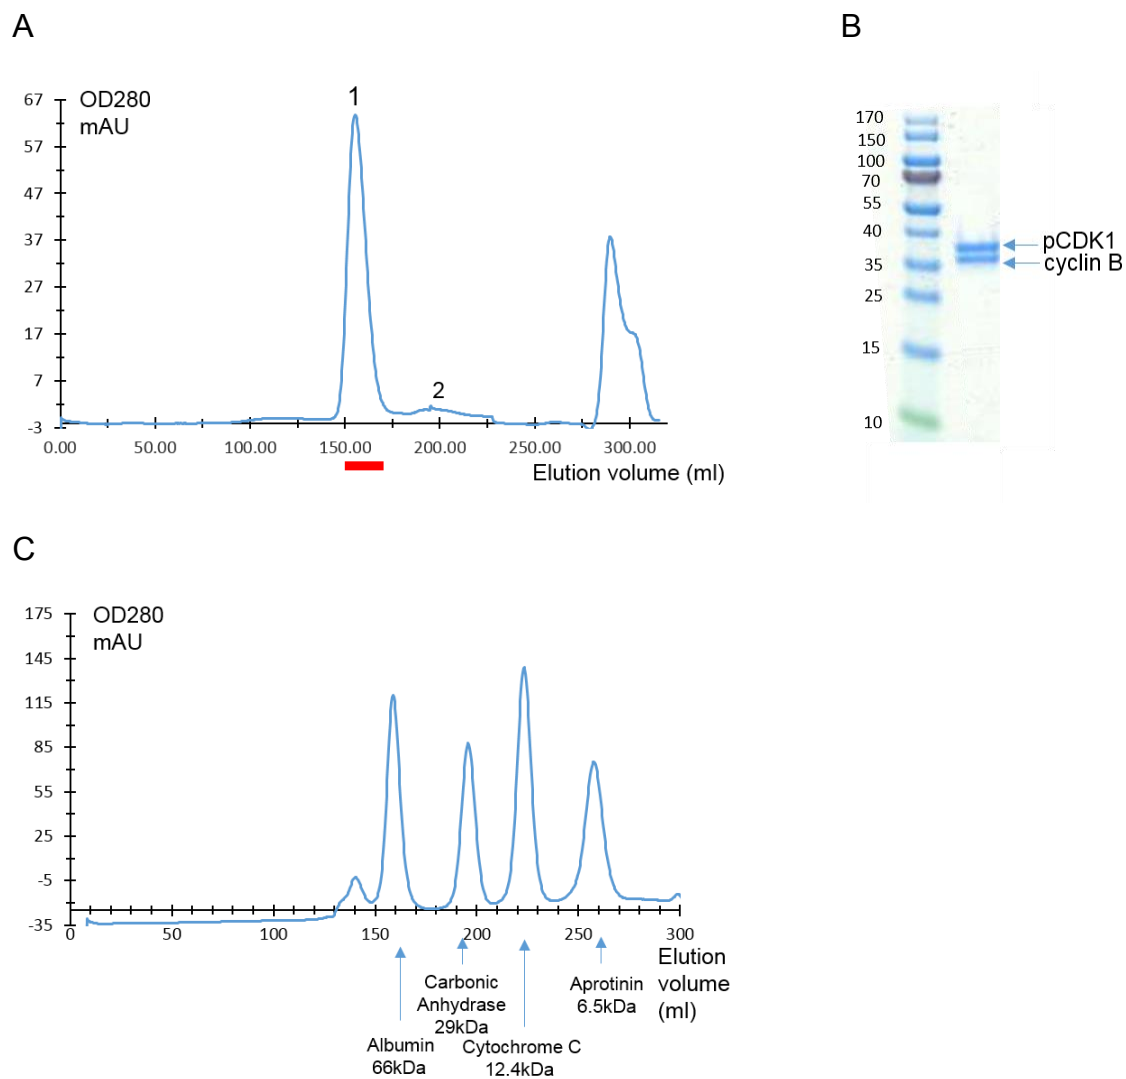 A
B
OD280
mAU
1
2
67
57
47
37
27
17
7
-3
0.00
50.00
100.00
150.00
200.00
250.00
300.00
Elution volume (ml)
170
150
100
70
55
40
35
25
15
10
pCDK1
cyclin B
C
OD280
mAU
175
145
115
85
55
25
-5
-35
0
50
100
150
200
250
300
Elution
volume
(ml)
Carbonic
Anhydrase
29kDa
Aprotinin
6.5kDa
Albumin
66kDa
Cytochrome C
12.4kDa